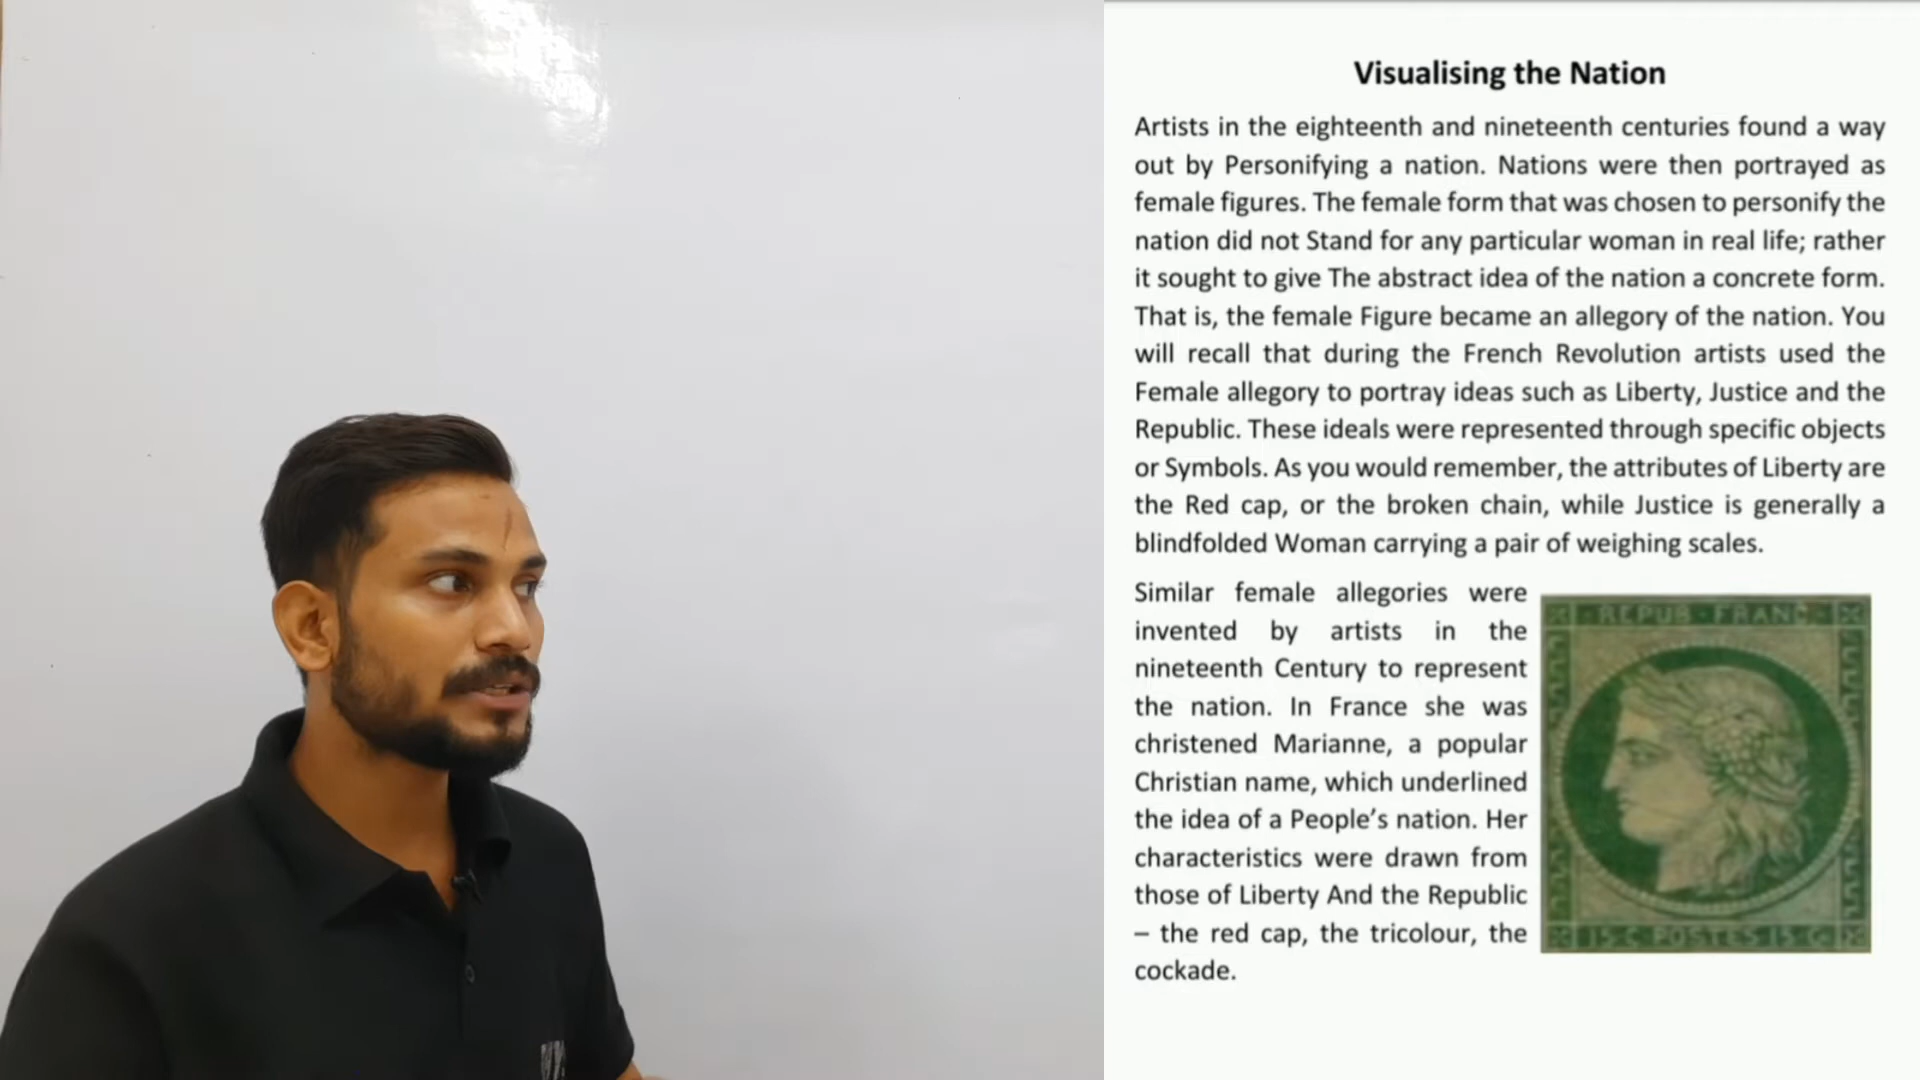 Visualising the Nation
Artists in the eighteenth and nineteenth centuries found a way
out by Personifying a nation. Nations were then portrayed as
female figures. The female form that was chosen to personify the
nation did not Stand for any particular woman in real life; rather
it sought to give The abstract idea of the nation a concrete form.
That is, the female Figure became an allegory of the nation. You
will recall that during the French Revolution artists used the
Female allegory to portray ideas such as Liberty, Justice and the
Republic. These ideals were represented through specific objects
or Symbols. As you would remember, the attributes of Liberty are
the Red cap, or the broken chain, while Justice is generally a
blindfolded Woman carrying a pair of weighing scales.
Similar female allegories were
invented by artists in the
nineteenth Century to represent
the nation. In France she was
christened Marianne, a popular
Christian name, which underlined
the idea of a People’s nation. Her
characteristics were drawn from
those of Liberty And the Republic
– the red cap, the tricolour, the
cockade.
REPUB FRANC
15 C POSTES 15 C